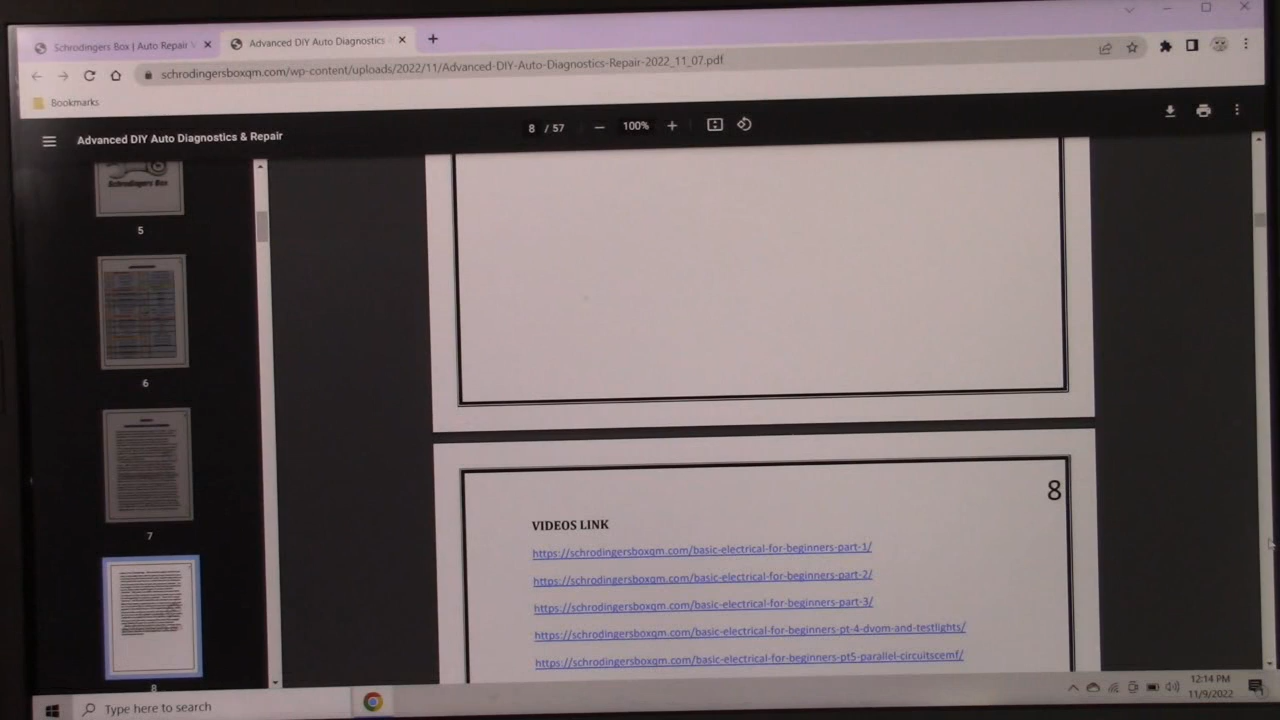 Schrodingers Box | Auto Repair
Advanced DIY Auto Diagnostics
schrodingersboxqm.com/wp-content/uploads/2022/11/Advanced-DIY-Auto-Diagnostics-Repair-2022_11_07.pdf
Bookmarks
Advanced DIY Auto Diagnostics & Repair
8 / 57
100%
Schrodingers Box
5
6
7
8
8
VIDEOS LINK
https://schrodingersboxqm.com/basic-electrical-for-beginners-part-1/
https://schrodingersboxqm.com/basic-electrical-for-beginners-part-2/
https://schrodingersboxqm.com/basic-electrical-for-beginners-part-3/
https://schrodingersboxqm.com/basic-electrical-for-beginners-pt-4-dvom-and-testlights/
https://schrodingersboxqm.com/basic-electrical-for-beginners-pt5-parallel-circuitscemf/
Type here to search
12:14 PM
11/9/2022